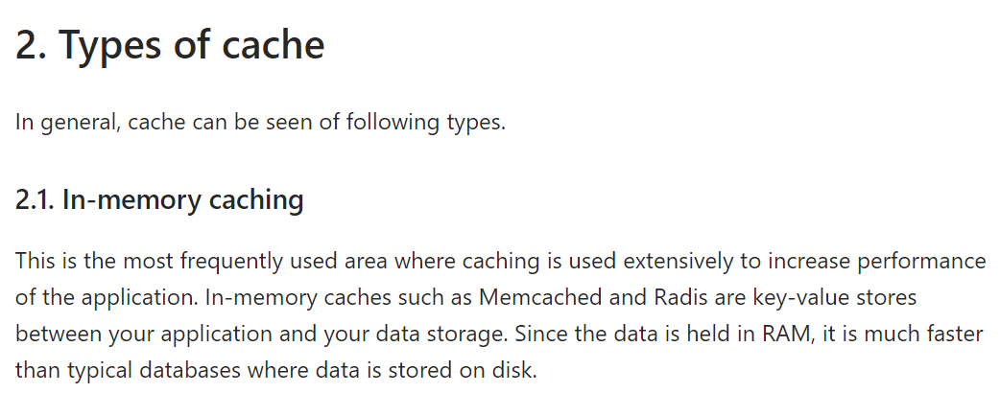 2. Types of cache
In general, cache can be seen of following types.
2.1. In-memory caching
This is the most frequently used area where caching is used extensively to increase performance
of the application. In-memory caches such as Memcached and Radis are key-value stores
between your application and your data storage. Since the data is held in RAM, it is much faster
than typical databases where data is stored on disk.